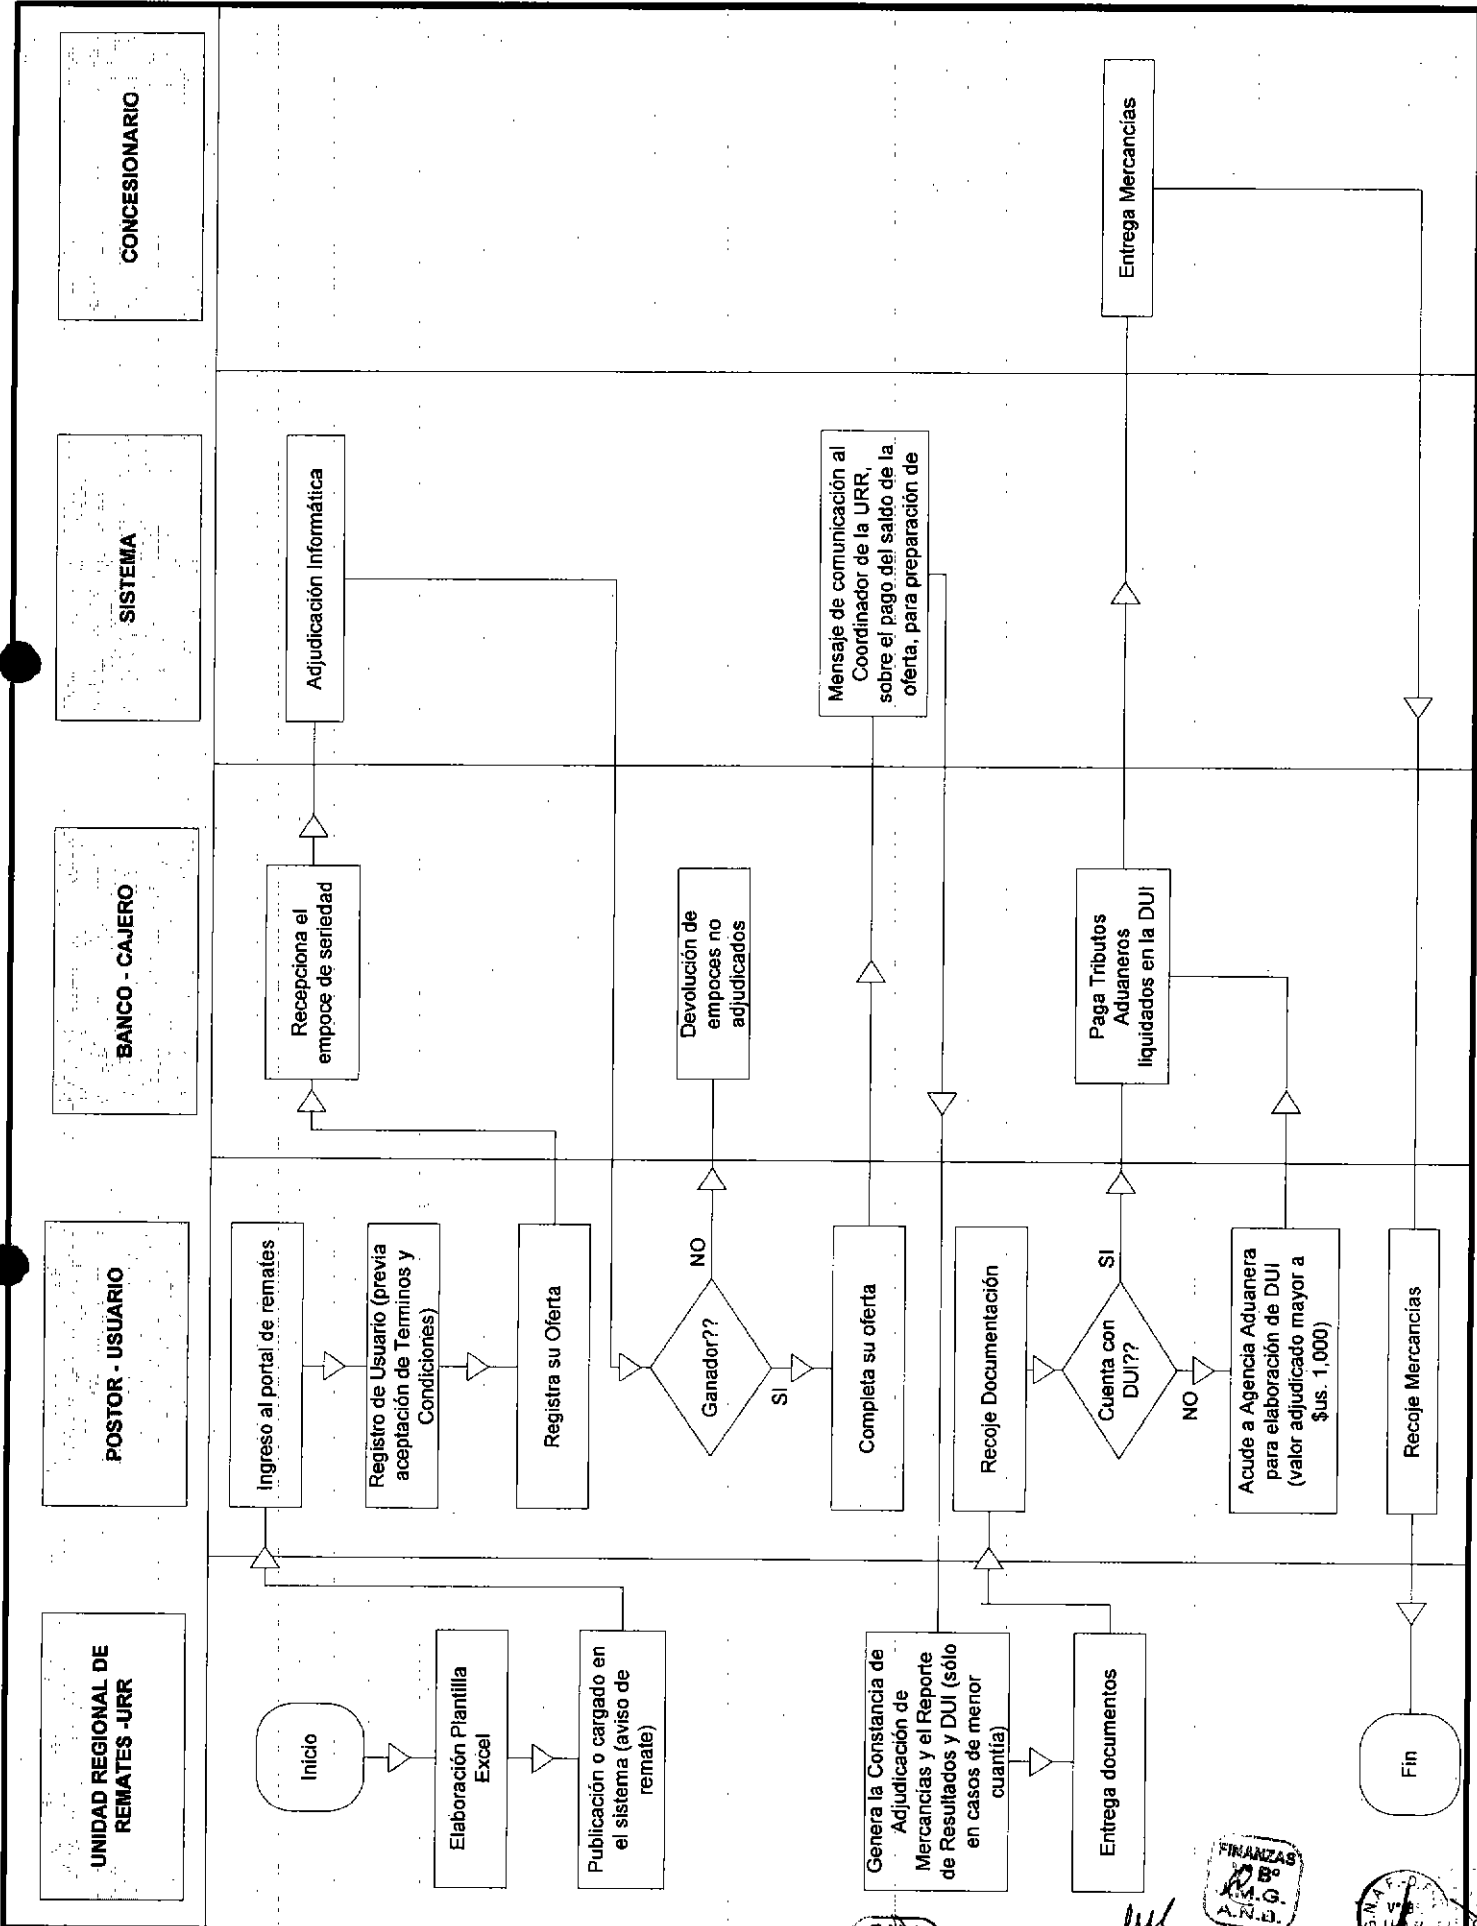 UNIDAD REGIONAL DE
REMATES -URR
POSTOR - USUARIO
BANCO - CAJERO
SISTEMA
CONCESIONARIO
Inicio
Elaboración Plantilla
Excel
Publicación o cargado en
el sistema (aviso de
remate)
Ingreso al portal de remates
Registro de Usuario (previa
aceptación de Terminos y
Condiciones)
Registra su Oferta
Recepciona el
empoce de seriedad
Adjudicación Informática
Ganador??
NO
SI
Devolución de
empoces no
adjudicados
Completa su oferta
Mensaje de comunicación al
Coordinador de la URR,
sobre el pago del saldo de la
oferta, para preparación de
Genera la Constancia de
Adjudicación de
Mercancías y el Reporte
de Resultados y DUI (sólo
en casos de menor
cuantía)
Entrega documentos
Recoje Documentación
Cuenta con
DUI??
SI
NO
Acude a Agencia Aduanera
para elaboración de DUI
(valor adjudicado mayor a
$us. 1,000)
Paga Tributos
Aduaneros
liquidados en la DUI
Entrega Mercancías
Recoje Mercancías
Fin
FINANZAS
Bº
J.M.G.
A.N.B.